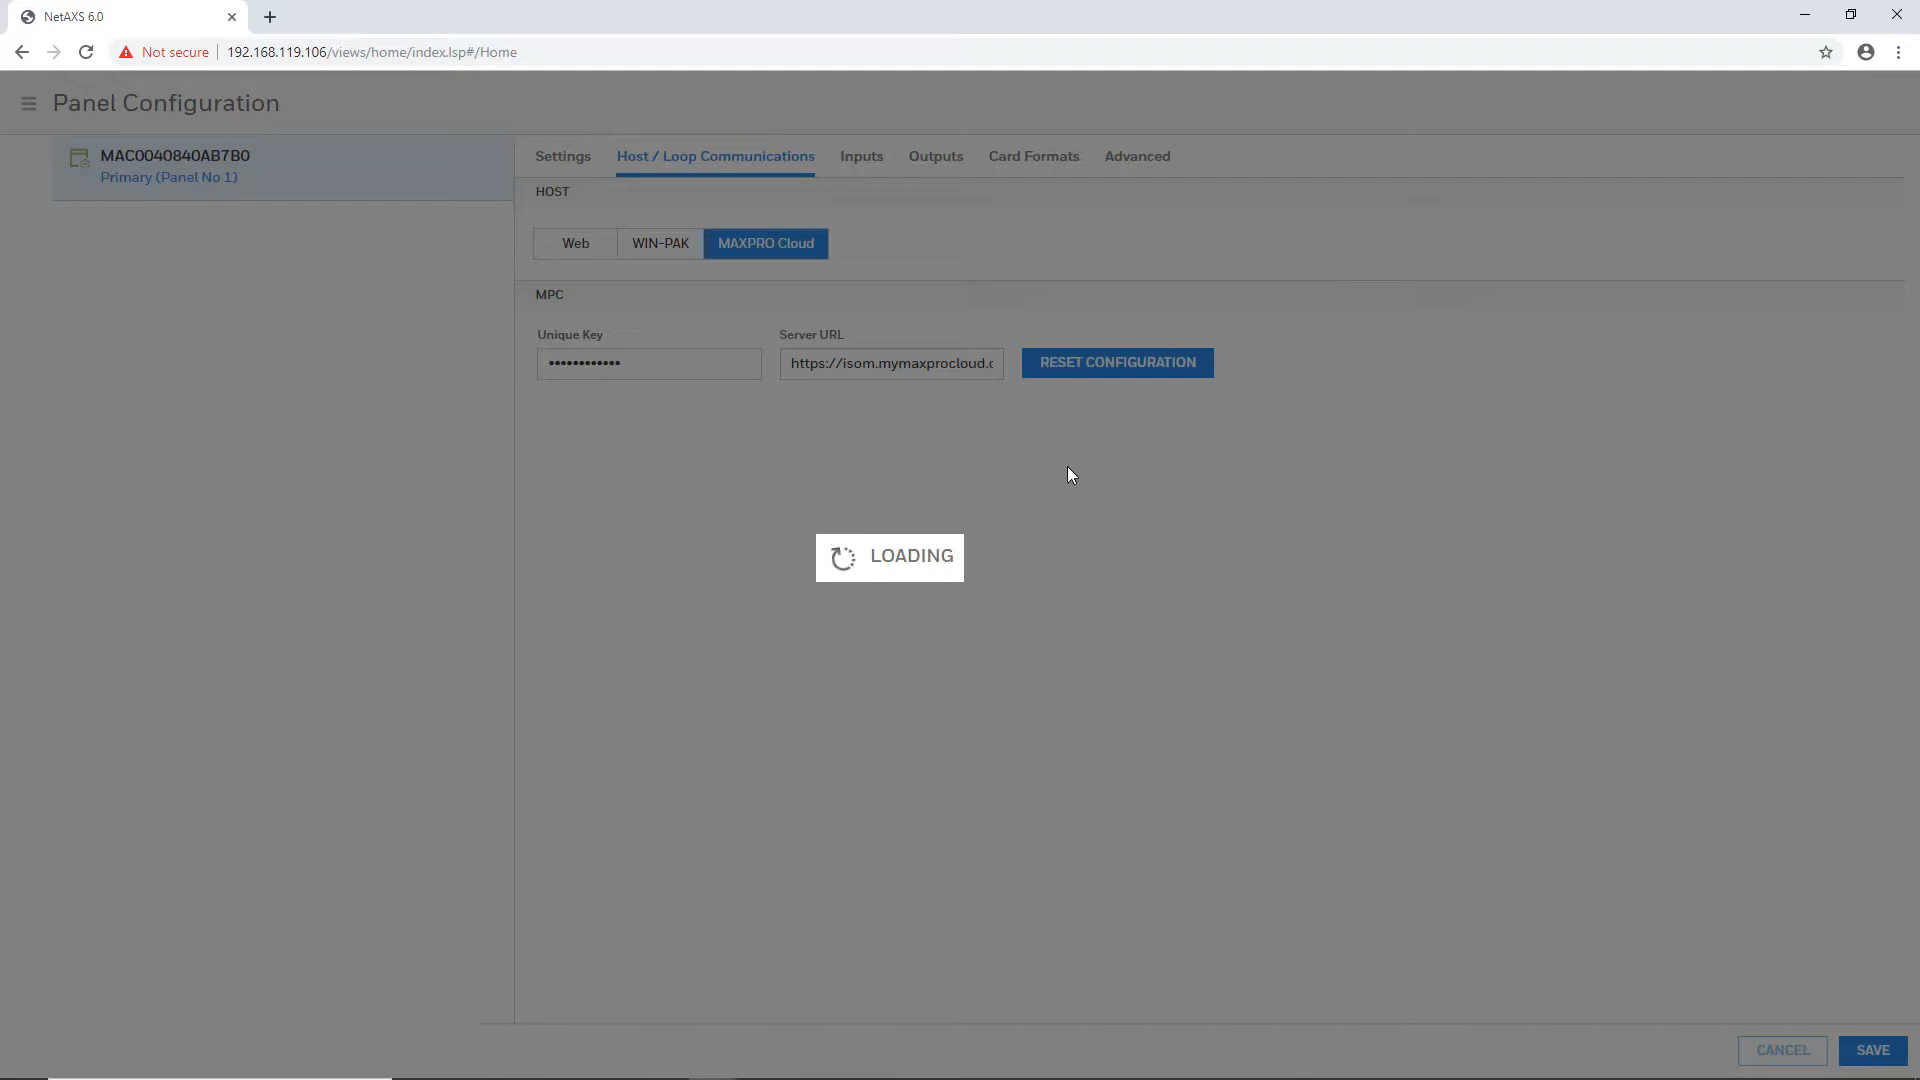 NetAXS 6.0
Not secure
192.168.119.106/views/home/index.lsp#/Home
Panel Configuration
MAC0040840AB7B0
Primary (Panel No 1)
Settings
Host / Loop Communications
Inputs
Outputs
Card Formats
Advanced
HOST
Web
WIN-PAK
MAXPRO Cloud
MPC
Unique Key
Server URL
••••••••••••
https://isom.mymaxprocloud.c
RESET CONFIGURATION
LOADING
CANCEL
SAVE